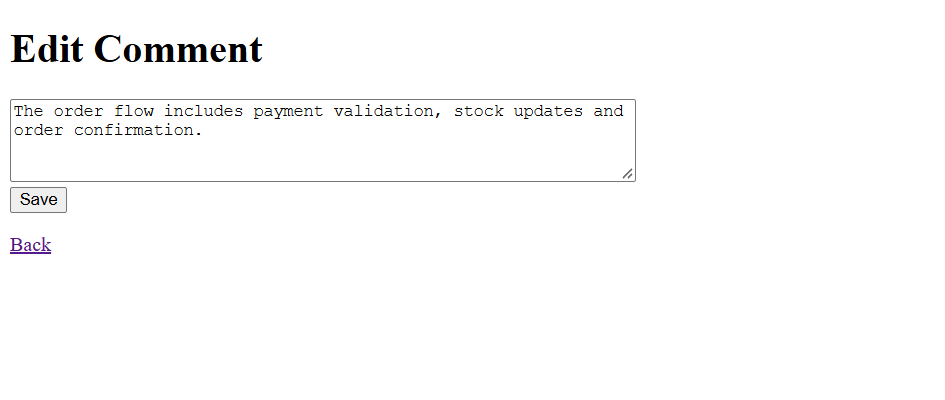 Edit Comment
The order flow includes payment validation, stock updates and
order confirmation.
Save
Back